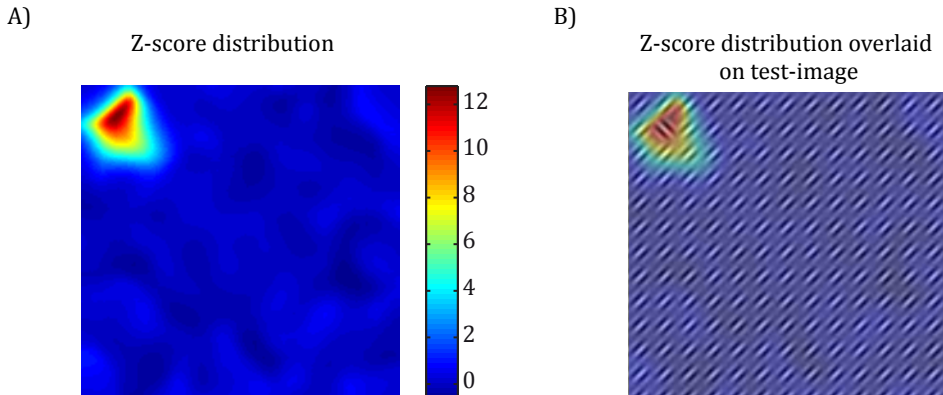 A)
Z-score distribution
12
10
8
6
4
2
0
B)
Z-score distribution overlaid
on test-image